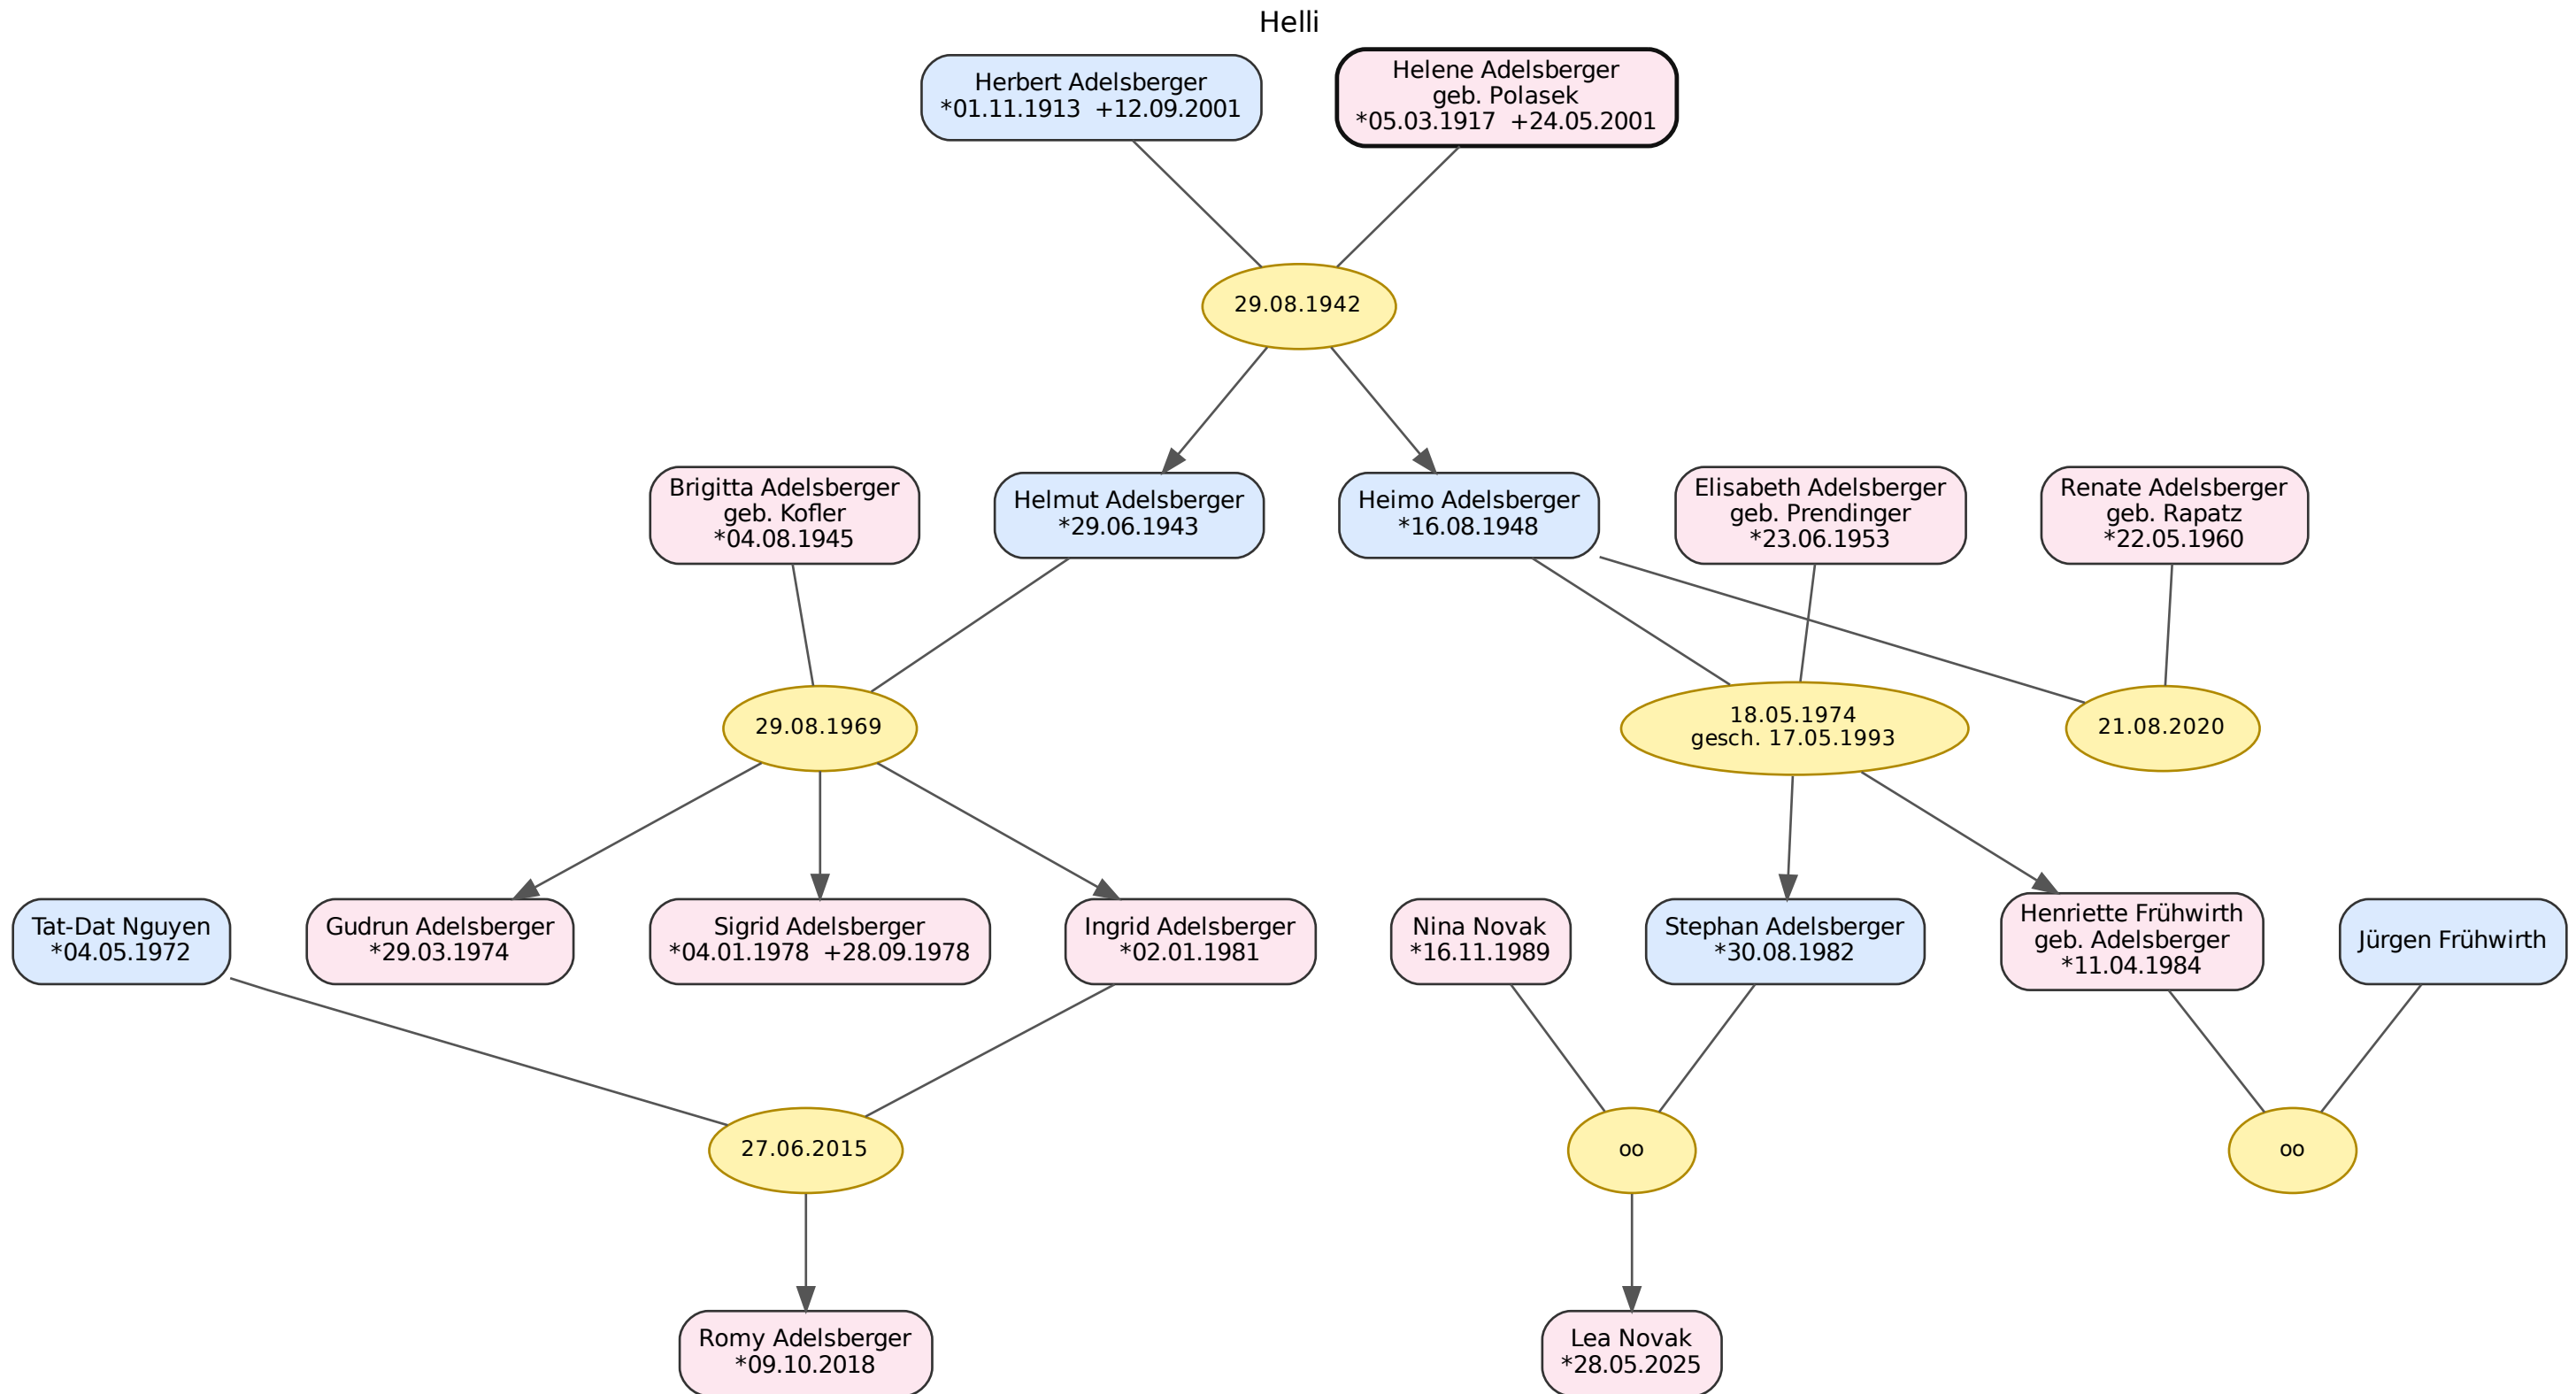 Helli
Herbert Adelsberger
*01.11.1913  +12.09.2001
Helene Adelsberger
geb. Polasek
*05.03.1917  +24.05.2001
29.08.1942
Brigitta Adelsberger
geb. Kofler
*04.08.1945
Helmut Adelsberger
*29.06.1943
Heimo Adelsberger
*16.08.1948
Elisabeth Adelsberger
geb. Prendinger
*23.06.1953
Renate Adelsberger
geb. Rapatz
*22.05.1960
29.08.1969
18.05.1974
gesch. 17.05.1993
21.08.2020
Tat-Dat Nguyen
*04.05.1972
Gudrun Adelsberger
*29.03.1974
Sigrid Adelsberger
*04.01.1978  +28.09.1978
Ingrid Adelsberger
*02.01.1981
Nina Novak
*16.11.1989
Stephan Adelsberger
*30.08.1982
Henriette Frühwirth
geb. Adelsberger
*11.04.1984
Jürgen Frühwirth
27.06.2015
oo
oo
Romy Adelsberger
*09.10.2018
Lea Novak
*28.05.2025